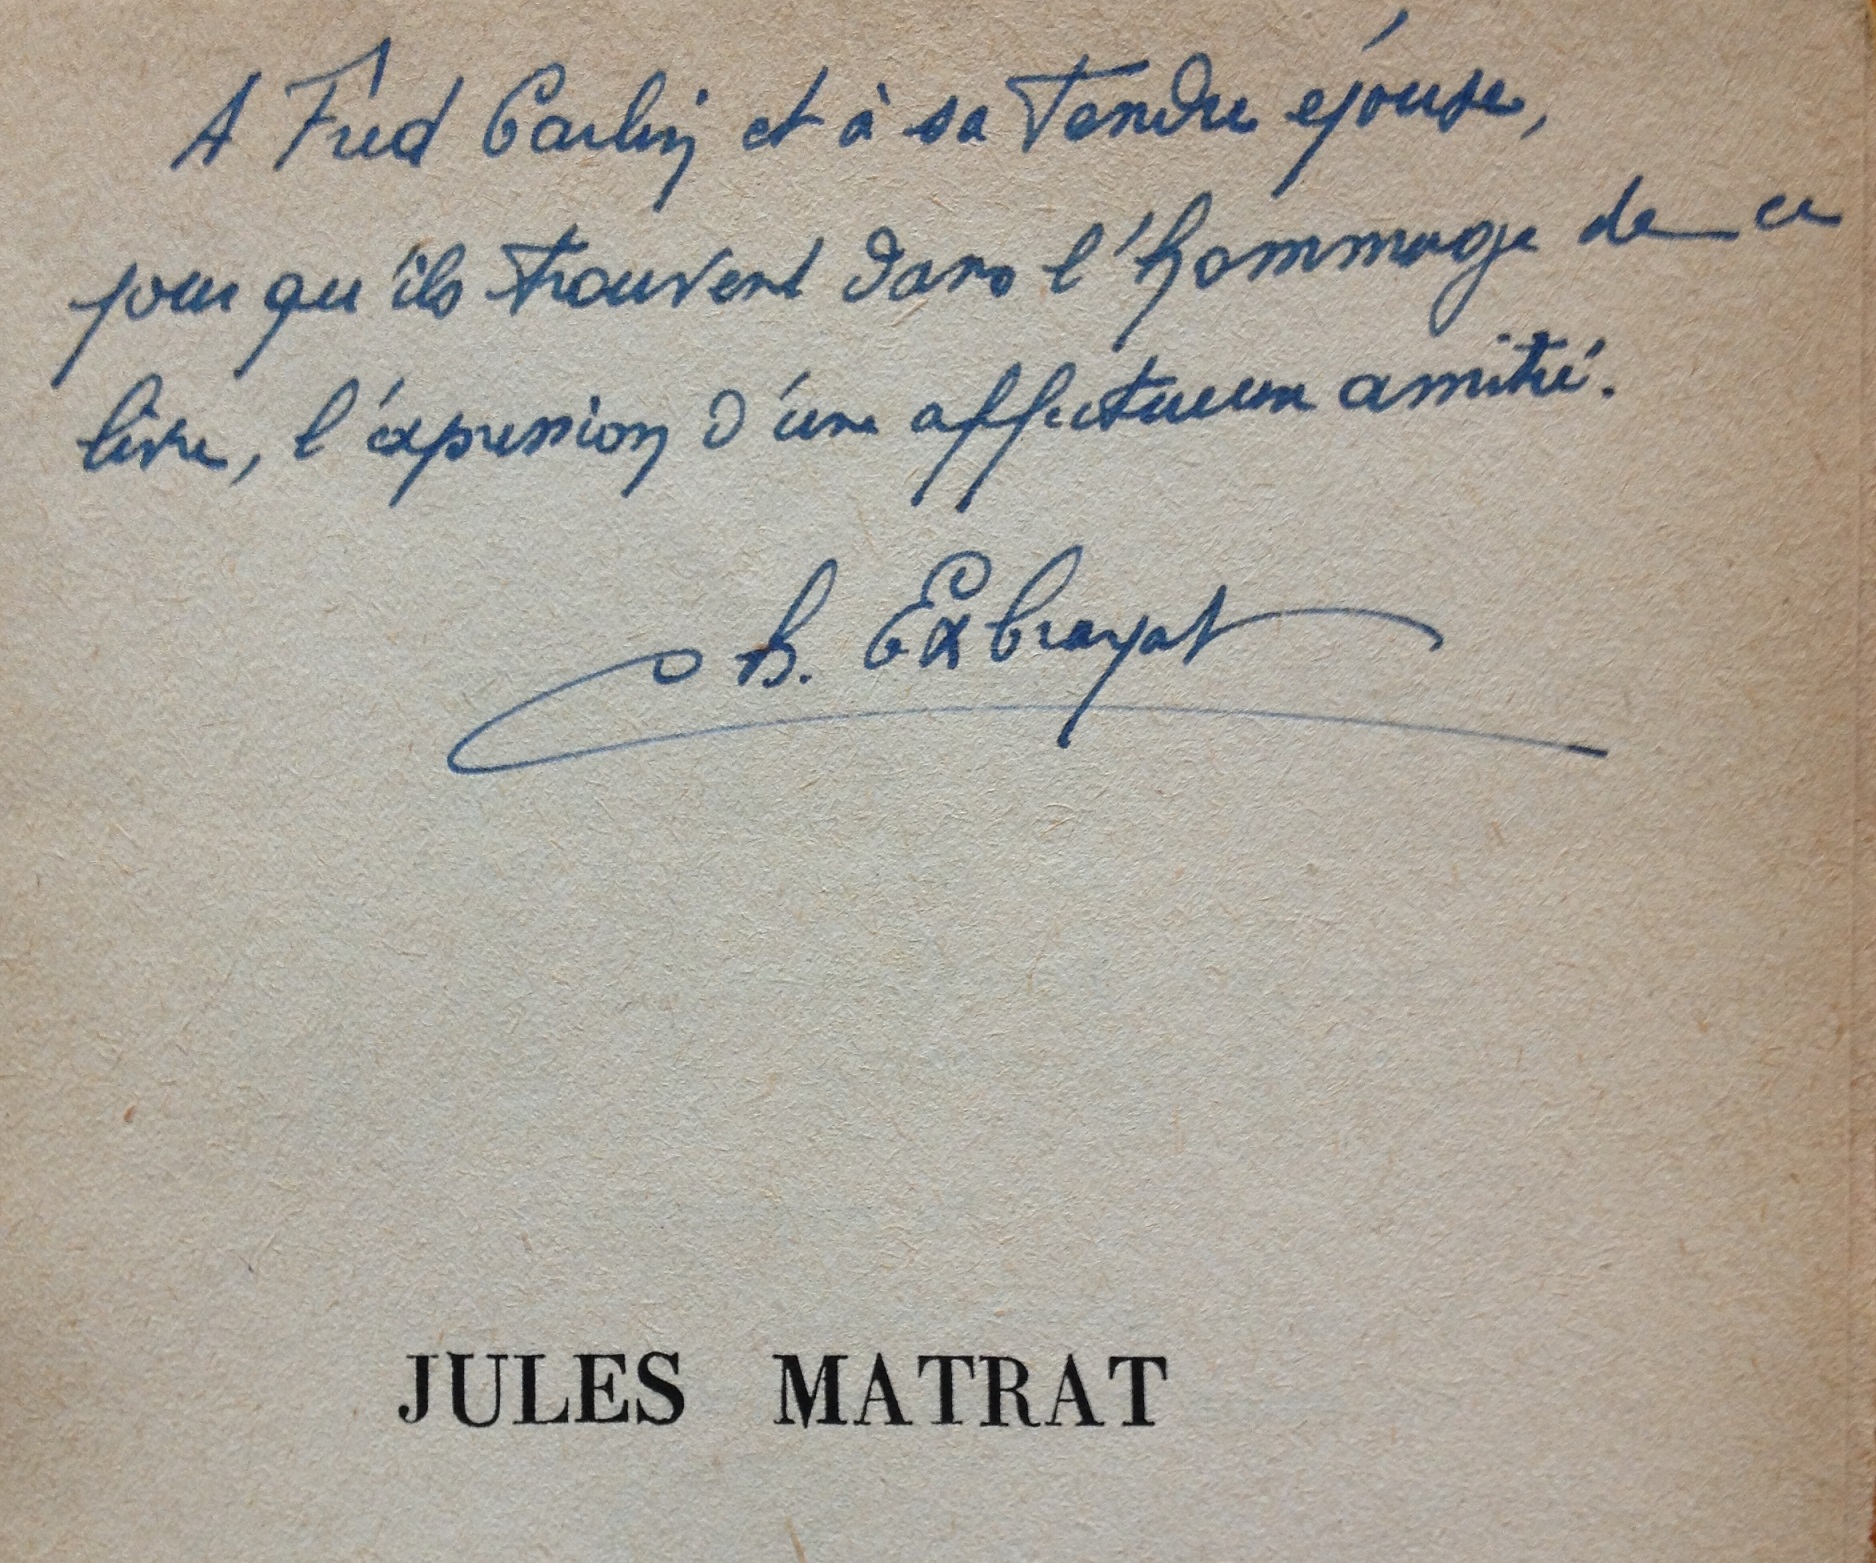 A Fred Carlin et à sa tendre épouse,
pour qu'ils trouvent dans l'hommage de ce
livre, l'éxpression d'une affectueuse amitié.
Ch. Exbrayat
JULES MATRAT